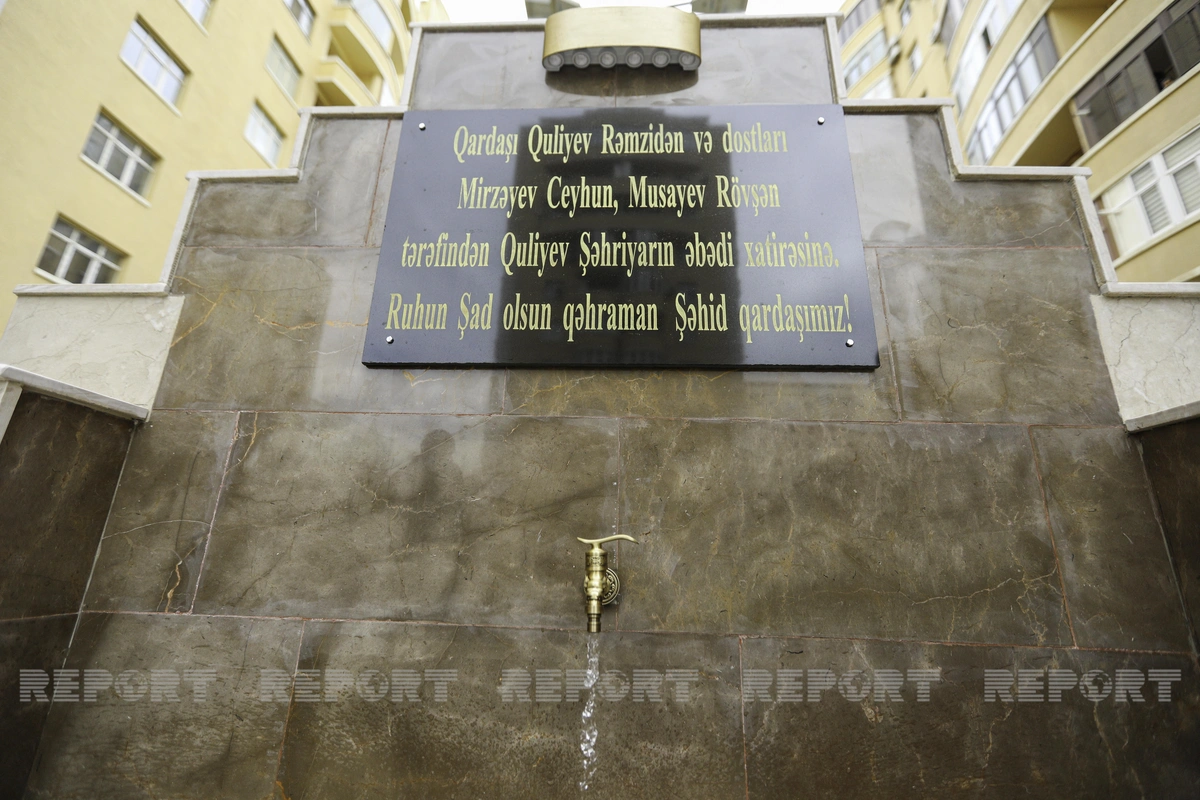 Qardaşı Quliyev Rəmzidən və dostları
Mirzəyev Ceyhun, Musayev Rövşən
tərəfindən Quliyev Şəhriyarın əbədi xatirəsinə.
Ruhun Şad olsun qəhraman Şəhid qardaşımız!
REPORT REPORT REPORT REPORT REPORT